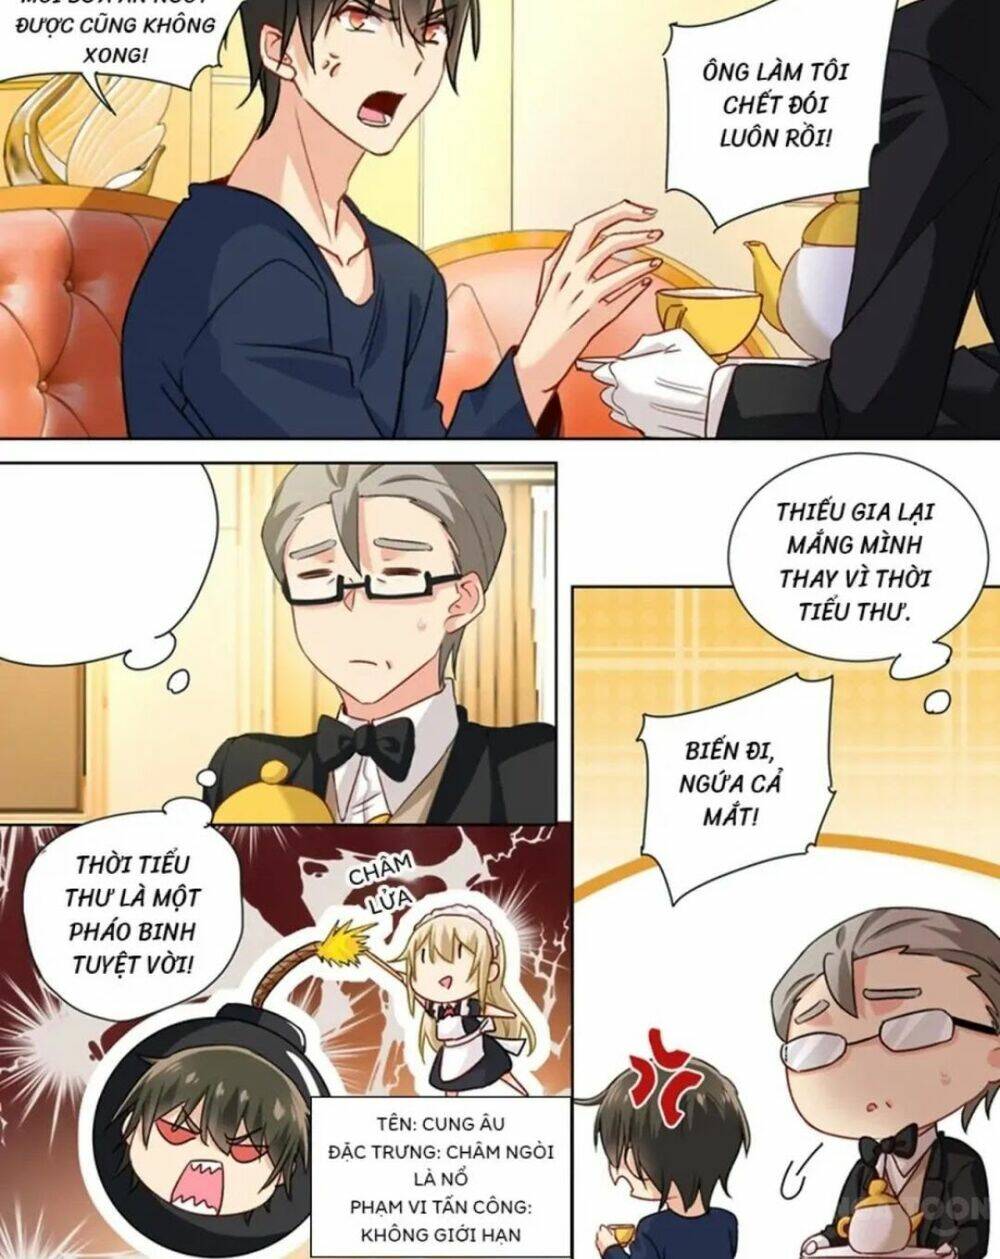 ĐƯỢC CŨNG KHÔNG
XONG!
ÔNG LÀM TÔI
CHẾT ĐÓI
LUÔN RỒI!
THIẾU GIA LẠI
MẮNG MÌNH
THAY VÌ THỜI
TIỂU THƯ.
BIẾN ĐI,
NGỨA CẢ
MẮT!
THỜI TIỂU
THƯ LÀ MỘT
PHÁO BINH
TUYỆT VỜI!
CHÂM
LỬA
TÊN: CUNG ÂU
ĐẶC TRƯNG: CHÂM NGÒI
LÀ NỔ
PHẠM VI TẤN CÔNG:
KHÔNG GIỚI HẠN